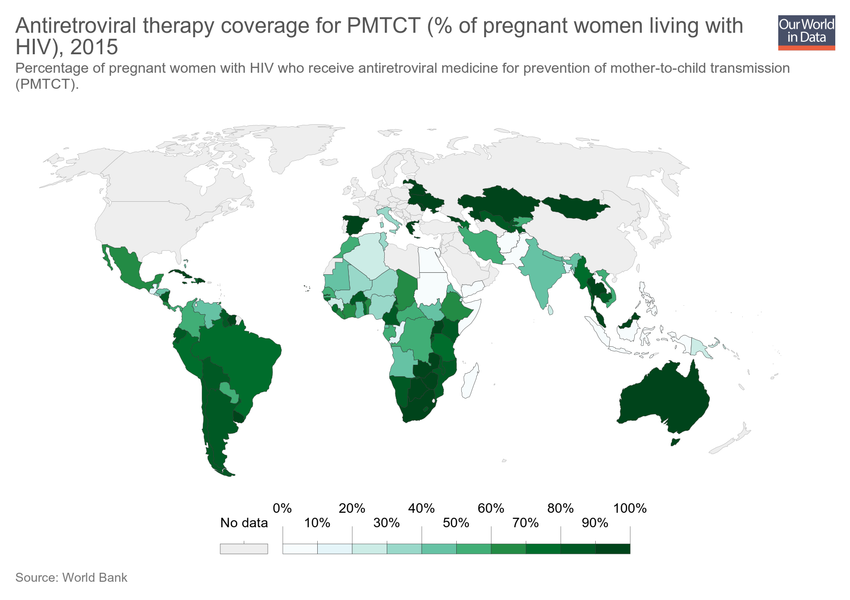 Antiretroviral therapy coverage for PMTCT (% of pregnant women living with
HIV), 2015
Our World
in Data
Percentage of pregnant women with HIV who receive antiretroviral medicine for prevention of mother-to-child transmission
(PMTCT).
0% 20% 40% 60% 80% 100%
No data 10% 30% 50% 70% 90%
Source: World Bank